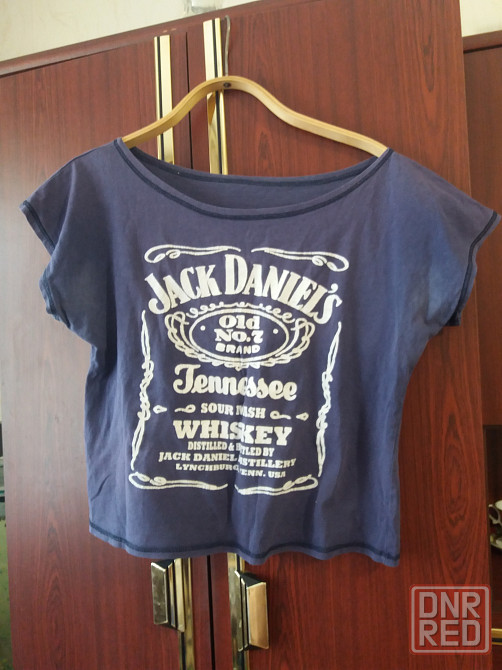 JACK DANIEL'S
Old
No.7
BRAND
Tennessee
SOUR MASH
WHISKEY
DISTILLED & BOTTLED BY
JACK DANIEL DISTILLERY
LYNCHBURG, TENN. USA
DNR
RED